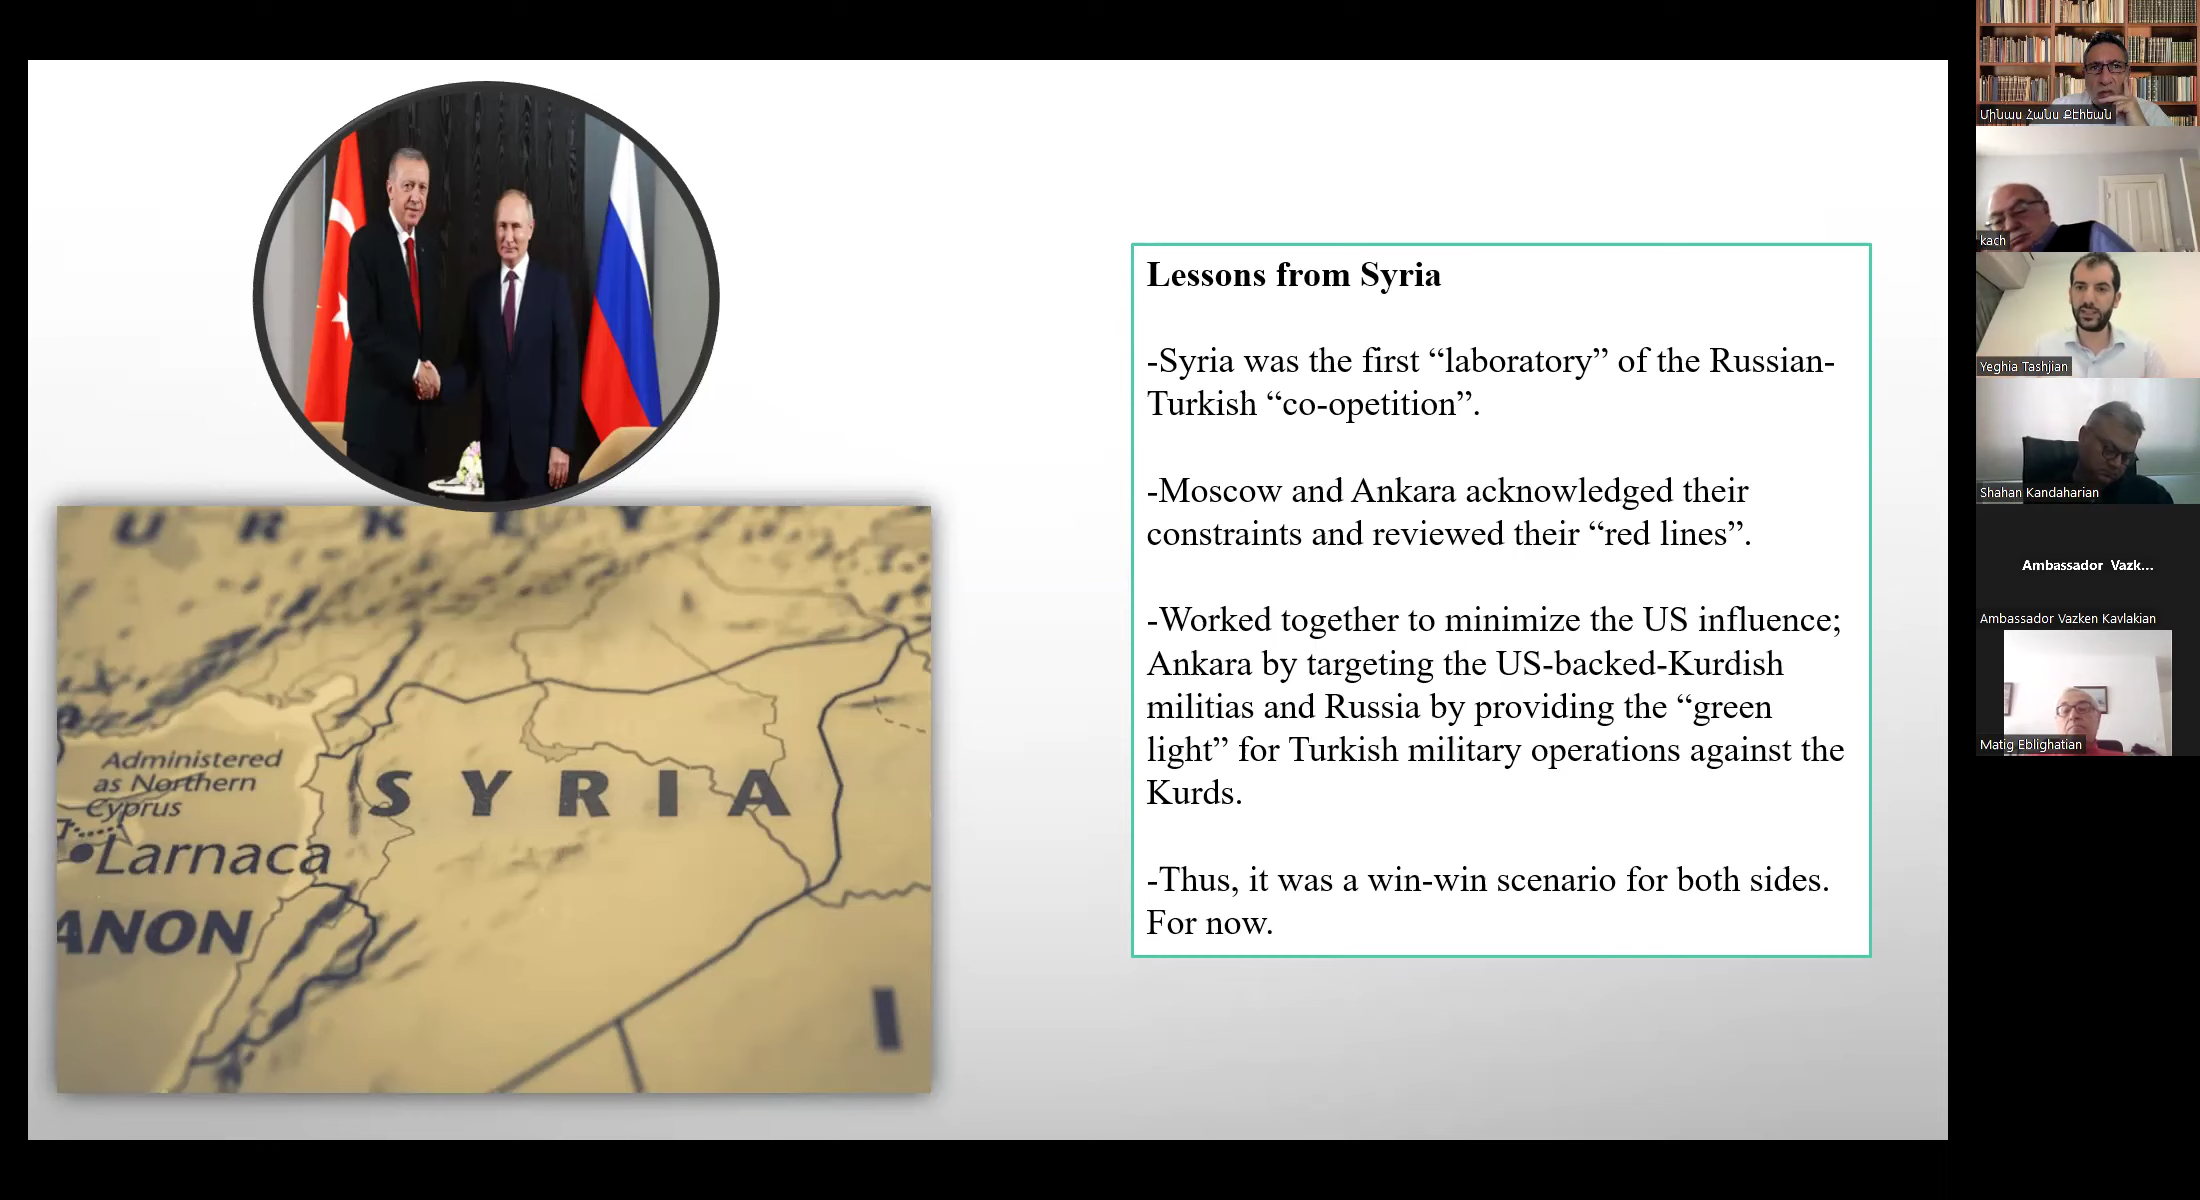 Lessons from Syria
-Syria was the first “laboratory” of the Russian-
Turkish “co-opetition”.
-Moscow and Ankara acknowledged their
constraints and reviewed their “red lines”.
-Worked together to minimize the US influence;
Ankara by targeting the US-backed-Kurdish
militias and Russia by providing the “green
light” for Turkish military operations against the
Kurds.
-Thus, it was a win-win scenario for both sides.
For now.
U R K E Y
Administered
as Northern
Cyprus
S Y R I A
Larnaca
ANON
I
Մինաս Հանս Քէհեան
kach
Yeghia Tashjian
Shahan Kandaharian
Ambassador Vazk...
Ambassador Vazken Kavlakian
Matig Eblighatian